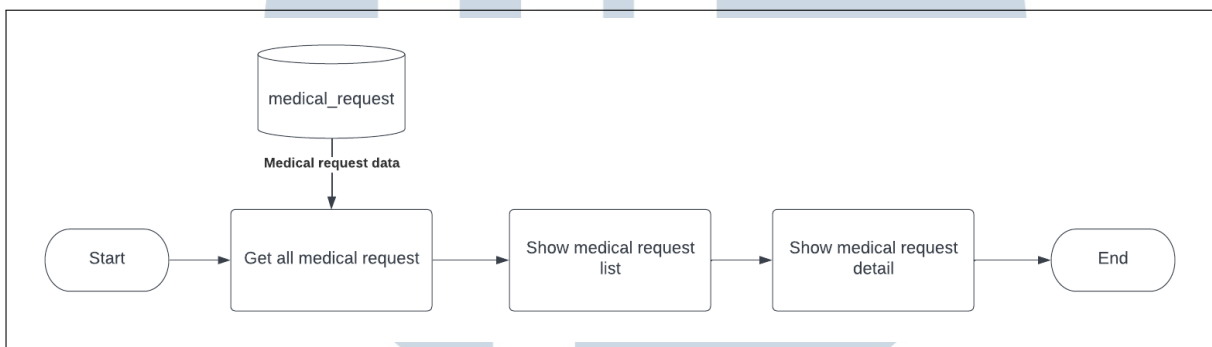 medical_request
Medical request data
Start
Get all medical request
Show medical request
list
Show medical request
detail
End